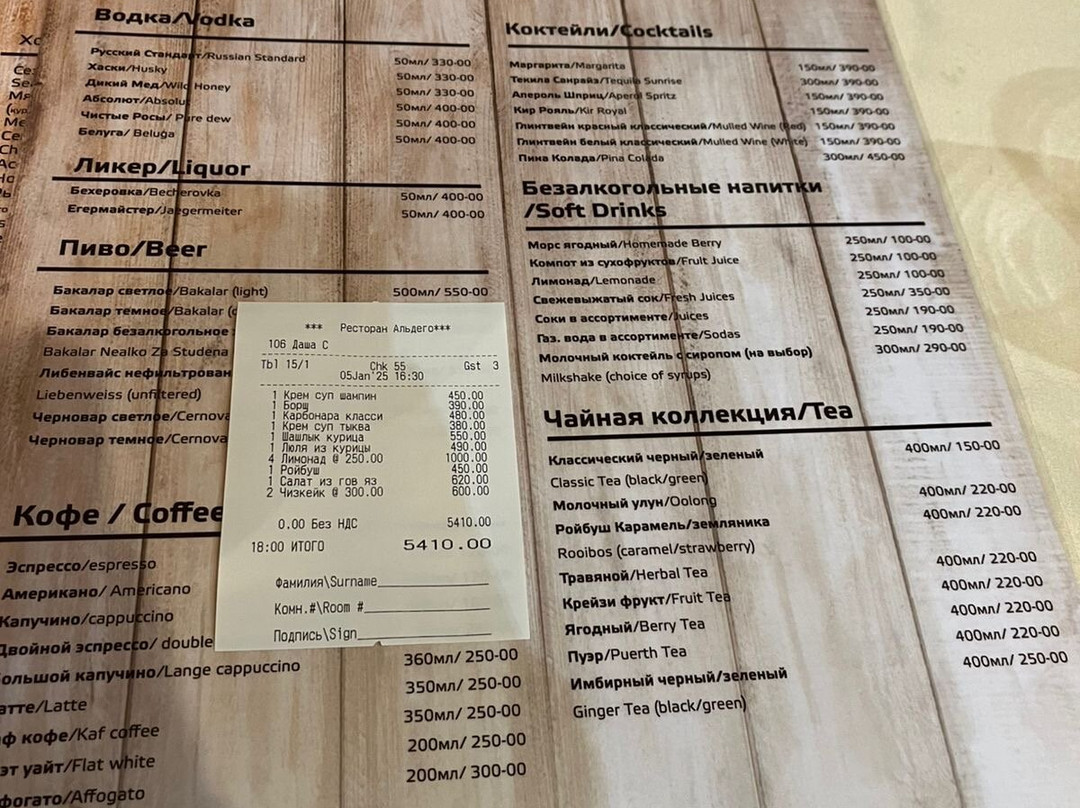 Водка/Vodka
Русский Стандарт/Russian Standard 50мл/ 330-00
Хаски/Husky 50мл/ 330-00
Дикий Мед/Wild Honey 50мл/ 330-00
Абсолют/Absolut 50мл/ 400-00
Чистые Росы/ Pure dew 50мл/ 400-00
Белуга/ Beluga 50мл/ 400-00
Ликер/Liquor
Бехеровка/Becherovka 50мл/ 400-00
Егермайстер/Jaegermeiter 50мл/ 400-00
Пиво/Beer
Бакалар светлое/Bakalar (light) 500мл/ 550-00
Бакалар темное/Bakalar
Бакалар безалкогольное
Bakalar Nealko Za Studena
Либенвайс нефильтрован
Liebenweiss (unfiltered)
Черновар светлое/Cernova
Черновар темное/Cernova
Кофе / Coffee
Эспрессо/espresso
Американо/ Americano
Капучино/cappuccino
Двойной эспрессо/ double
ольшой капучино/Lange cappuccino 360мл/ 250-00
атте/Latte 350мл/ 250-00
ф кофе/Kaf coffee 350мл/ 250-00
эт уайт/Flat white 200мл/ 250-00
фогато/Affogato 200мл/ 300-00
*** Ресторан Альдего***
106 Даша С
Tbl 15/1 Chk 55 Gst 3
05Jan'25 16:30
1 Крем суп шампин 450.00
1 Борщ 390.00
1 Карбонара класси 480.00
1 Крем суп тыква 380.00
1 Шашлык курица 550.00
1 Люля из курицы 490.00
4 Лимонад @ 250.00 1000.00
1 Ройбуш 450.00
1 Салат из гов яз 620.00
2 Чизкейк @ 300.00 600.00
0.00 Без НДС 5410.00
18:00 ИТОГО 5410.00
Фамилия\Surname
Комн.#\Room #
Подпись\Sign
Коктейли/Cocktails
Маргарита/Margarita 150мл/ 390-00
Текила Санрайз/Tequila Sunrise 300мл/ 390-00
Апероль Шприц/Aperol Spritz 150мл/ 390-00
Кир Рояль/Kir Royal 150мл/ 390-00
Глинтвейн красный классический/Mulled Wine (Red) 150мл/ 390-00
Глинтвейн белый классический/Mulled Wine (White) 150мл/ 390-00
Пина Колада/Pina Colada 300мл/ 450-00
Безалкогольные напитки
/Soft Drinks
Морс ягодный/Homemade Berry 250мл/ 100-00
Компот из сухофруктов/Fruit Juice 250мл/ 100-00
Лимонад/Lemonade 250мл/ 100-00
Свежевыжатый сок/Fresh Juices 250мл/ 350-00
Соки в ассортименте/Juices 250мл/ 190-00
Газ. вода в ассортименте/Sodas 250мл/ 190-00
Молочный коктейль с сиропом (на выбор) 300мл/ 290-00
Milkshake (choice of syrups)
Чайная коллекция/Tea
Классический черный/зеленый 400мл/ 150-00
Classic Tea (black/green)
Молочный улун/Oolong 400мл/ 220-00
Ройбуш Карамель/земляника 400мл/ 220-00
Rooibos (caramel/strawberry)
Травяной/Herbal Tea 400мл/ 220-00
Крейзи фрукт/Fruit Tea 400мл/ 220-00
Ягодный/Berry Tea 400мл/ 220-00
Пуэр/Puerth Tea 400мл/ 220-00
Имбирный черный/зеленый 400мл/ 250-00
Ginger Tea (black/green)